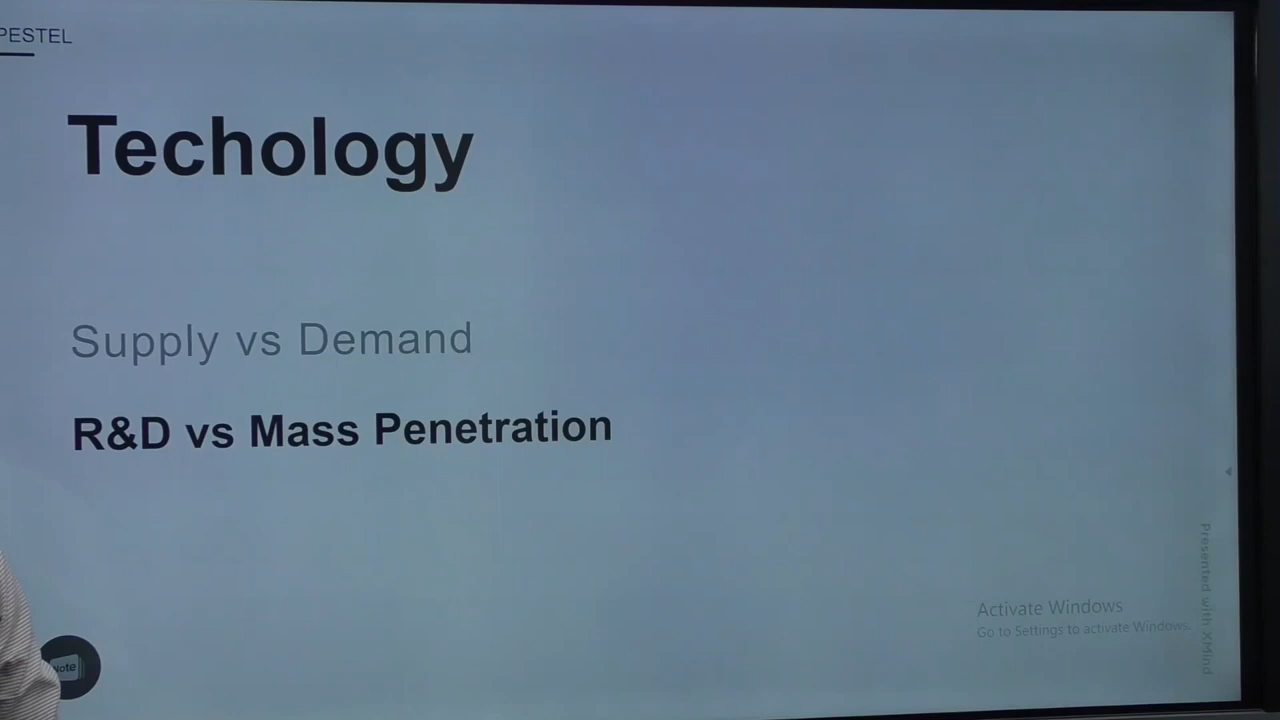 PESTEL
Techology
Supply vs Demand
R&D vs Mass Penetration
Activate Windows
Go to Settings to activate Windows.
Presented with XMind
Note